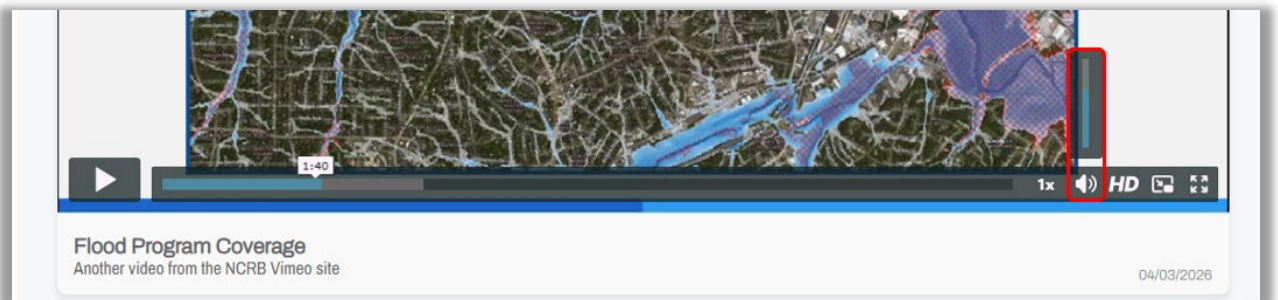 1:40
1x
HD
Flood Program Coverage
Another video from the NCRB Vimeo site
04/03/2026